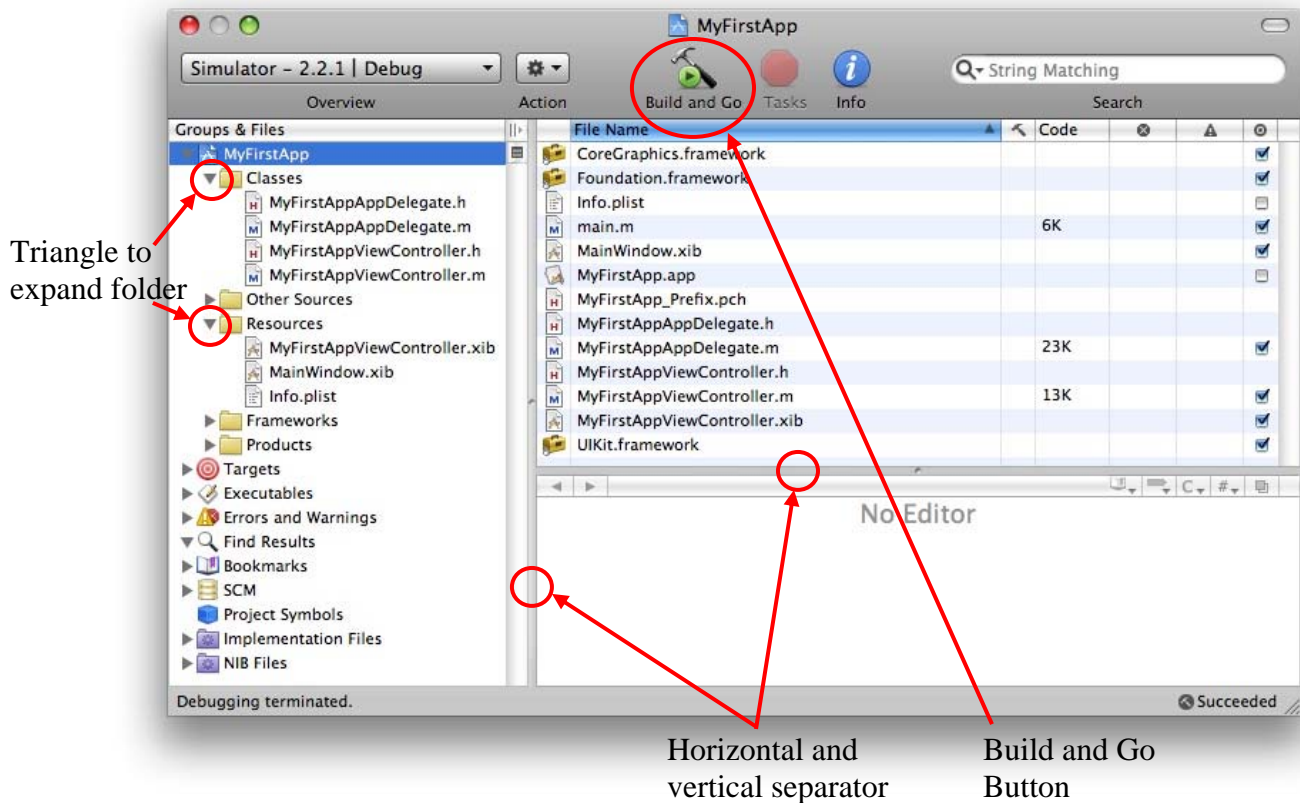 MyFirstApp
Simulator – 2.2.1 | Debug
String Matching
Overview
Action
Build and Go
Tasks
Info
Search
Groups & Files
MyFirstApp
Classes
MyFirstAppAppDelegate.h
MyFirstAppAppDelegate.m
MyFirstAppViewController.h
MyFirstAppViewController.m
Other Sources
Resources
MyFirstAppViewController.xib
MainWindow.xib
Info.plist
Frameworks
Products
Targets
Executables
Errors and Warnings
Find Results
Bookmarks
SCM
Project Symbols
Implementation Files
NIB Files
File Name
Code
CoreGraphics.framework
Foundation.framework
Info.plist
main.m 6K
MainWindow.xib
MyFirstApp.app
MyFirstApp_Prefix.pch
MyFirstAppAppDelegate.h
MyFirstAppAppDelegate.m 23K
MyFirstAppViewController.h
MyFirstAppViewController.m 13K
MyFirstAppViewController.xib
UIKit.framework
C #
No Editor
Debugging terminated.
Succeeded
Triangle to
expand folder
Horizontal and
vertical separator
Build and Go
Button